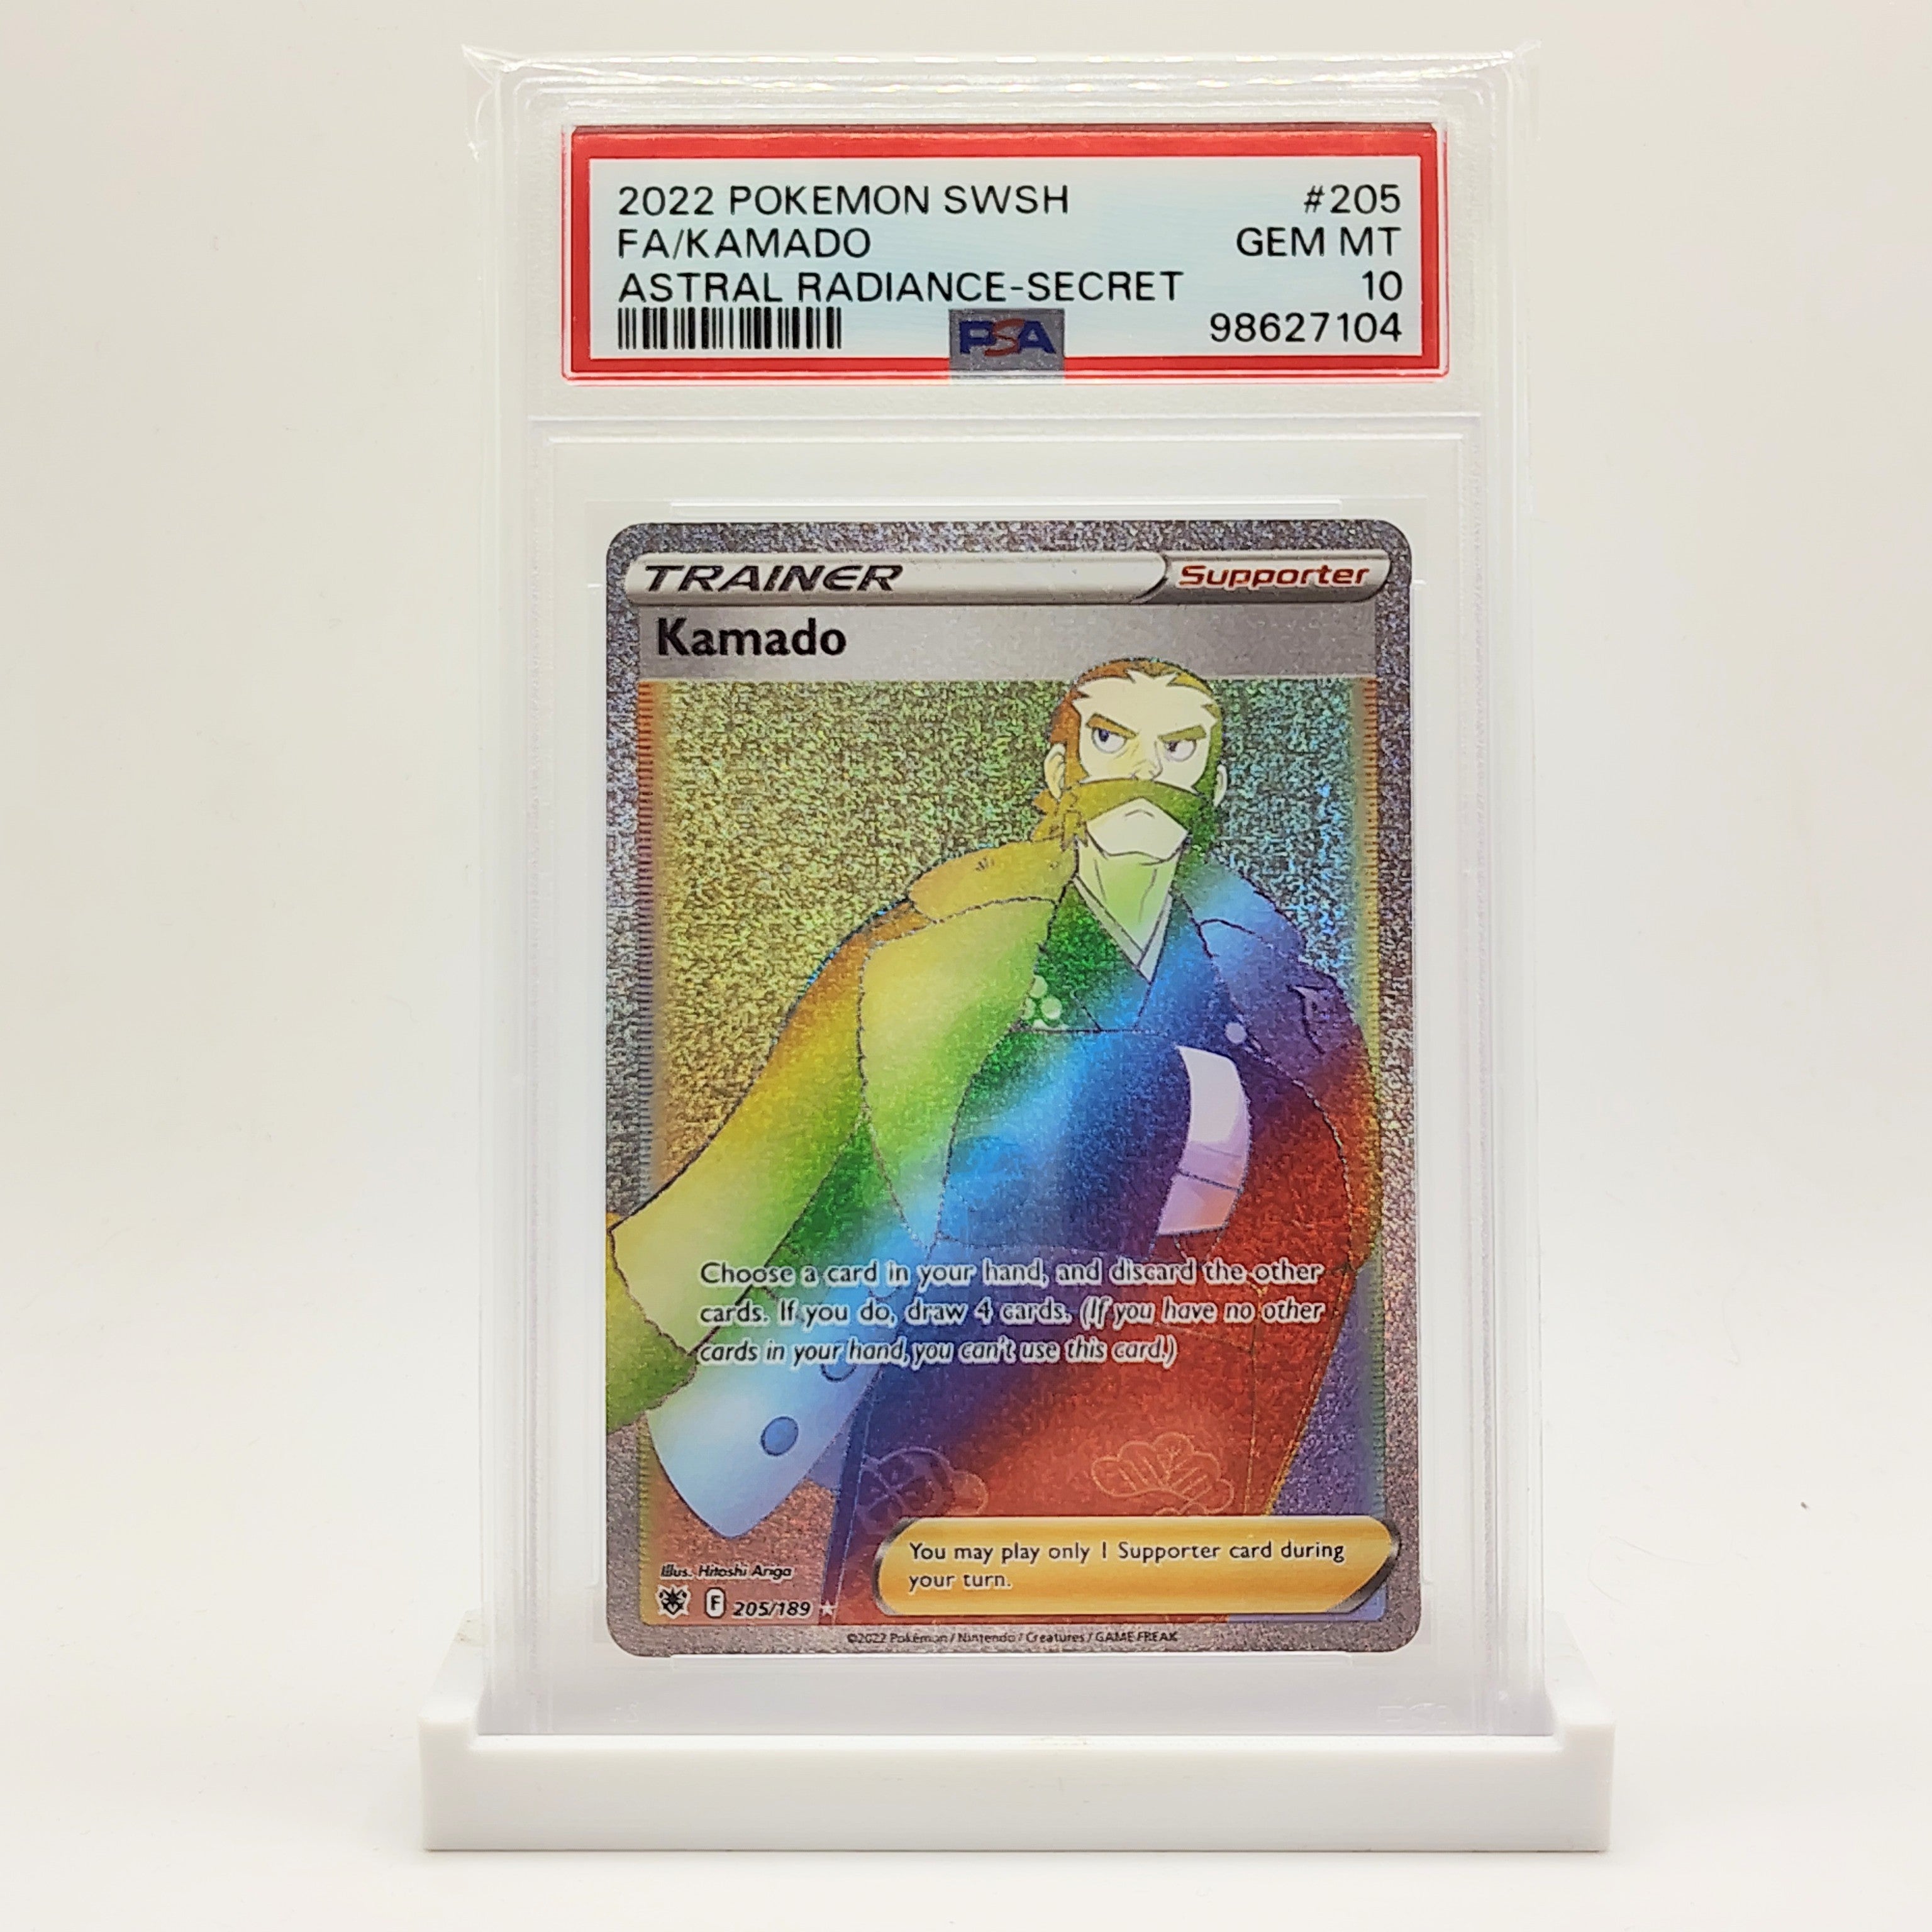 2022 POKEMON SWSH #205
FA/KAMADO GEM MT
ASTRAL RADIANCE-SECRET 10
PSA 98627104
TRAINER Supporter
Kamado
Choose a card in your hand, and discard the other
cards. If you do, draw 4 cards. (If you have no other
cards in your hand, you can't use this card.)
You may play only 1 Supporter card during
your turn.
Illus. Hitoshi Ariga
F 205/189
©2022 Pokémon / Nintendo / Creatures / GAME FREAK